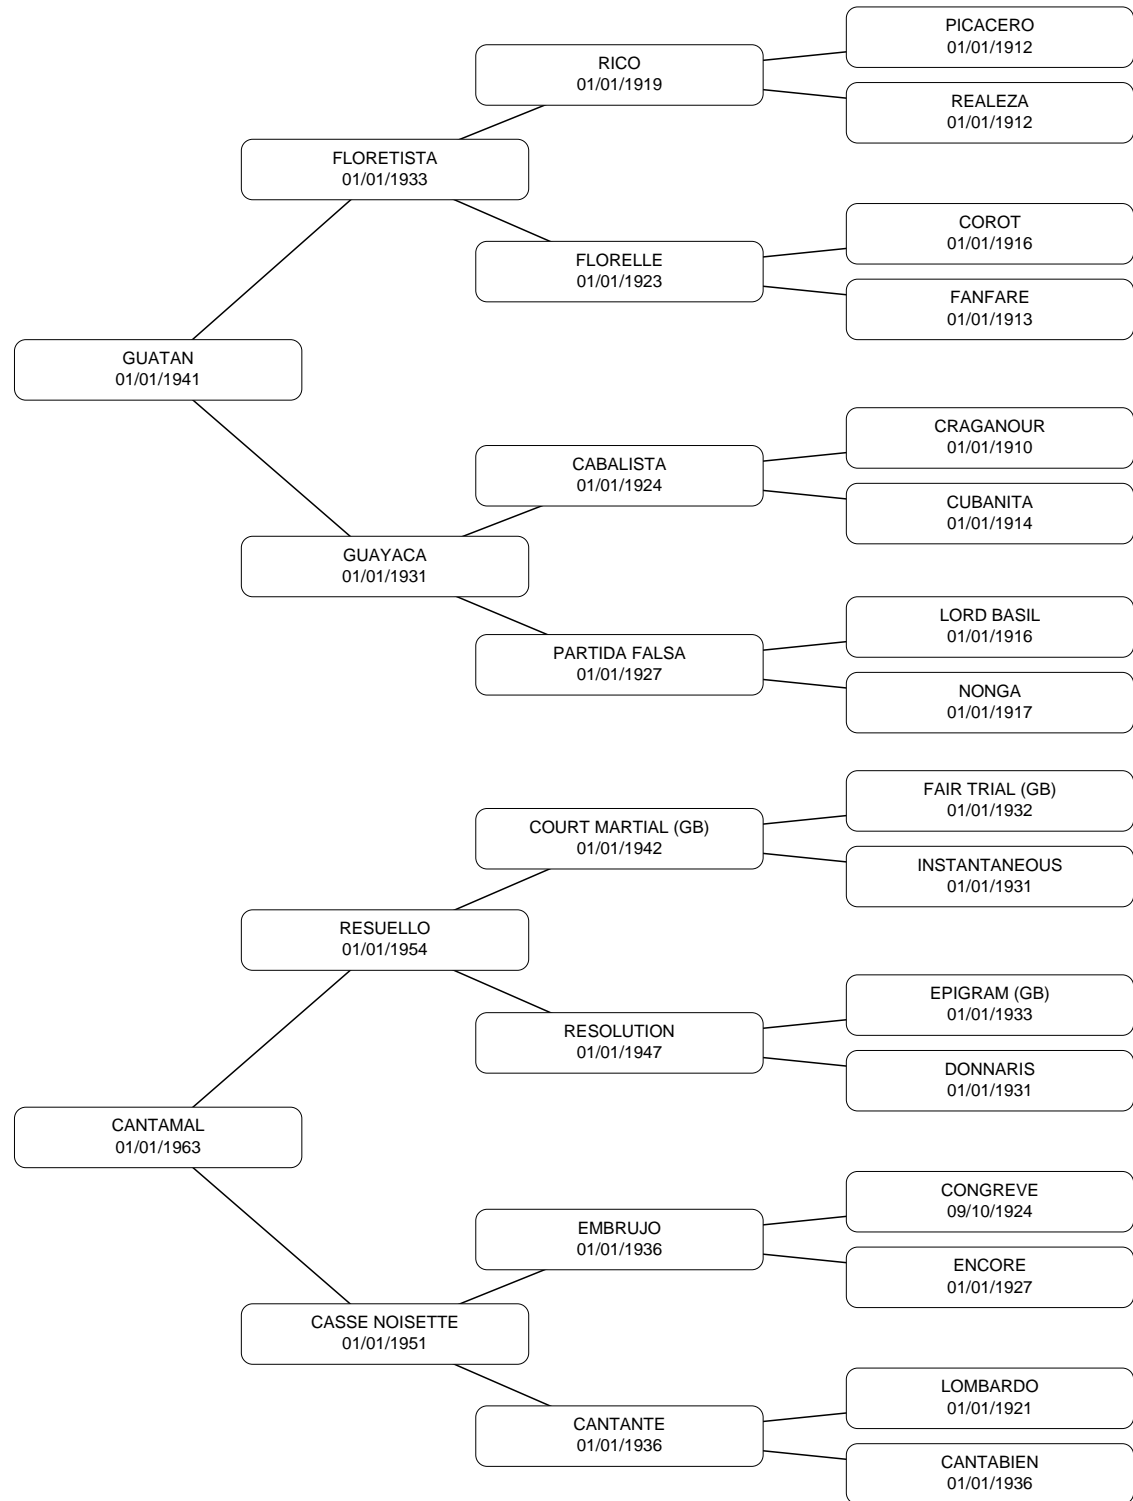 PICACERO
01/01/1912
RICO
01/01/1919
REALEZA
01/01/1912
FLORETISTA
01/01/1933
COROT
01/01/1916
FLORELLE
01/01/1923
FANFARE
01/01/1913
GUATAN
01/01/1941
CRAGANOUR
01/01/1910
CABALISTA
01/01/1924
CUBANITA
01/01/1914
GUAYACA
01/01/1931
LORD BASIL
01/01/1916
PARTIDA FALSA
01/01/1927
NONGA
01/01/1917
FAIR TRIAL (GB)
01/01/1932
COURT MARTIAL (GB)
01/01/1942
INSTANTANEOUS
01/01/1931
RESUELLO
01/01/1954
EPIGRAM (GB)
01/01/1933
RESOLUTION
01/01/1947
DONNARIS
01/01/1931
CANTAMAL
01/01/1963
CONGREVE
09/10/1924
EMBRUJO
01/01/1936
ENCORE
01/01/1927
CASSE NOISETTE
01/01/1951
LOMBARDO
01/01/1921
CANTANTE
01/01/1936
CANTABIEN
01/01/1936